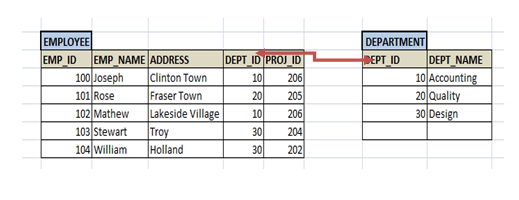 EMPLOYEE DEPARTMENT
EMP_ID EMP_NAME ADDRESS DEPT_ID PROJ_ID DEPT_ID DEPT_NAME
100 Joseph Clinton Town 10 206 10 Accounting
101 Rose Fraser Town 20 205 20 Quality
102 Mathew Lakeside Village 10 206 30 Design
103 Stewart Troy 30 204
104 William Holland 30 202